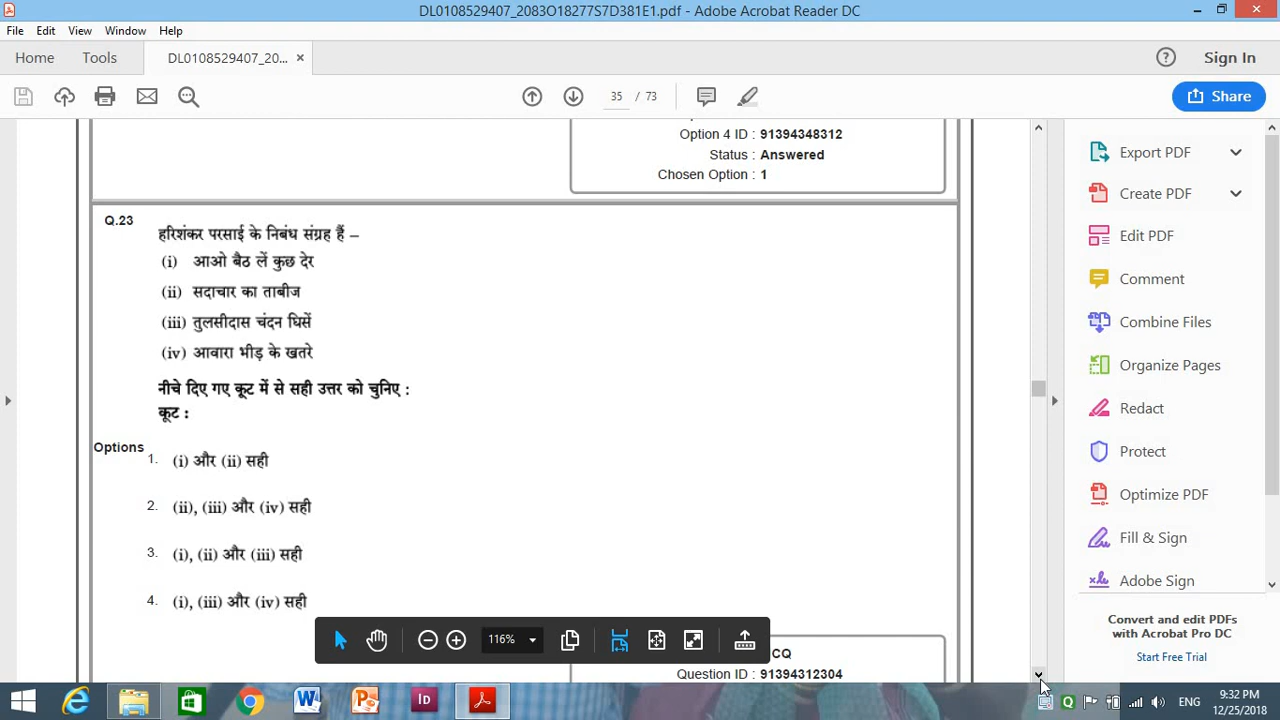 DL0108529407_2083O18277S7D381E1.pdf - Adobe Acrobat Reader DC
File Edit View Window Help
Home Tools DL0108529407_20... × Sign In
35 / 73 Share
Option 4 ID : 91394348312
Status : Answered
Chosen Option : 1
Q.23
हरिशंकर परसाई के निबंध संग्रह हैं –
(i) आओ बैठ लें कुछ देर
(ii) सदाचार का ताबीज
(iii) तुलसीदास चंदन घिसें
(iv) आवारा भीड़ के खतरे
नीचे दिए गए कूट में से सही उत्तर को चुनिए :
कूट :
Options
1. (i) और (ii) सही
2. (ii), (iii) और (iv) सही
3. (i), (ii) और (iii) सही
4. (i), (iii) और (iv) सही
116%
CQ
Question ID : 91394312304
Export PDF
Create PDF
Edit PDF
Comment
Combine Files
Organize Pages
Redact
Protect
Optimize PDF
Fill & Sign
Adobe Sign
Convert and edit PDFs
with Acrobat Pro DC
Start Free Trial
ENG
9:32 PM
12/25/2018